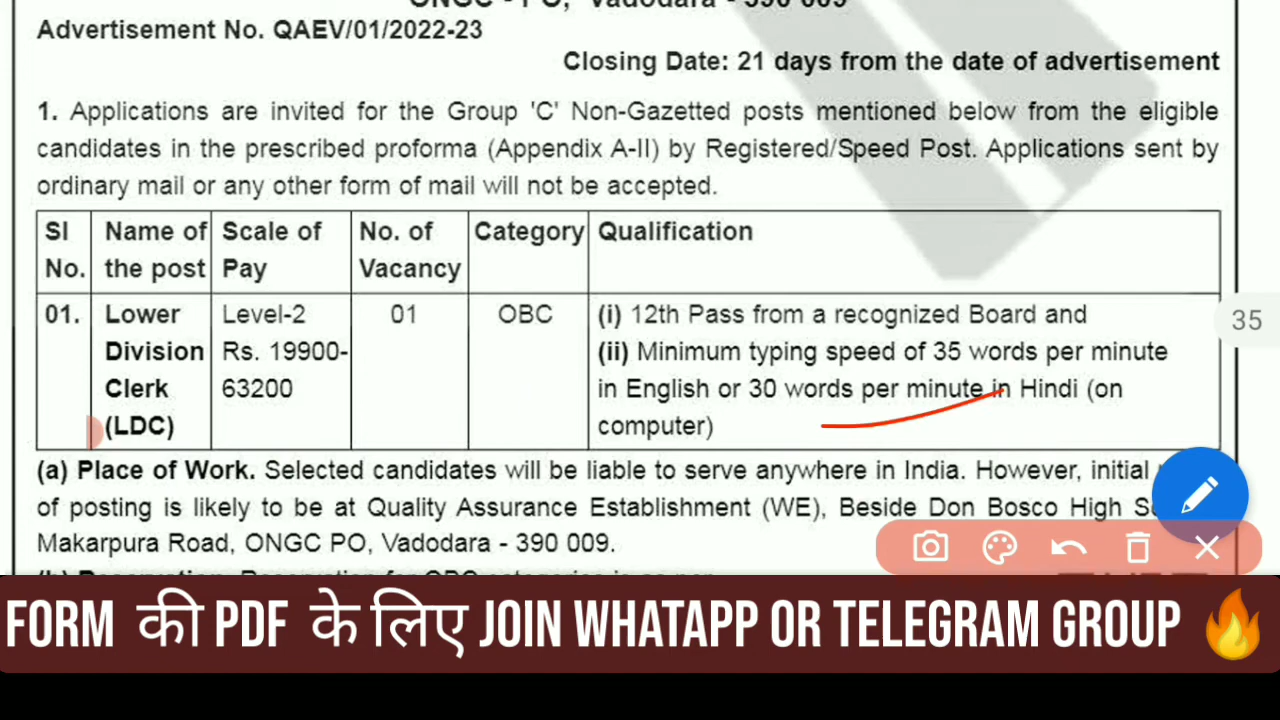 ONGC - PO, Vadodara - 390 009
Advertisement No. QAEV/01/2022-23
Closing Date: 21 days from the date of advertisement
1. Applications are invited for the Group 'C' Non-Gazetted posts mentioned below from the eligible
candidates in the prescribed proforma (Appendix A-II) by Registered/Speed Post. Applications sent by
ordinary mail or any other form of mail will not be accepted.
Sl No. Name of the post Scale of Pay No. of Vacancy Category Qualification
01. Lower Division Clerk (LDC) Level-2 Rs. 19900-63200 01 OBC (i) 12th Pass from a recognized Board and
(ii) Minimum typing speed of 35 words per minute
in English or 30 words per minute in Hindi (on
computer)
35
(a) Place of Work. Selected candidates will be liable to serve anywhere in India. However, initial
of posting is likely to be at Quality Assurance Establishment (WE), Beside Don Bosco High
Makarpura Road, ONGC PO, Vadodara - 390 009.
FORM की PDF के लिए JOIN WHATAPP OR TELEGRAM GROUP 🔥